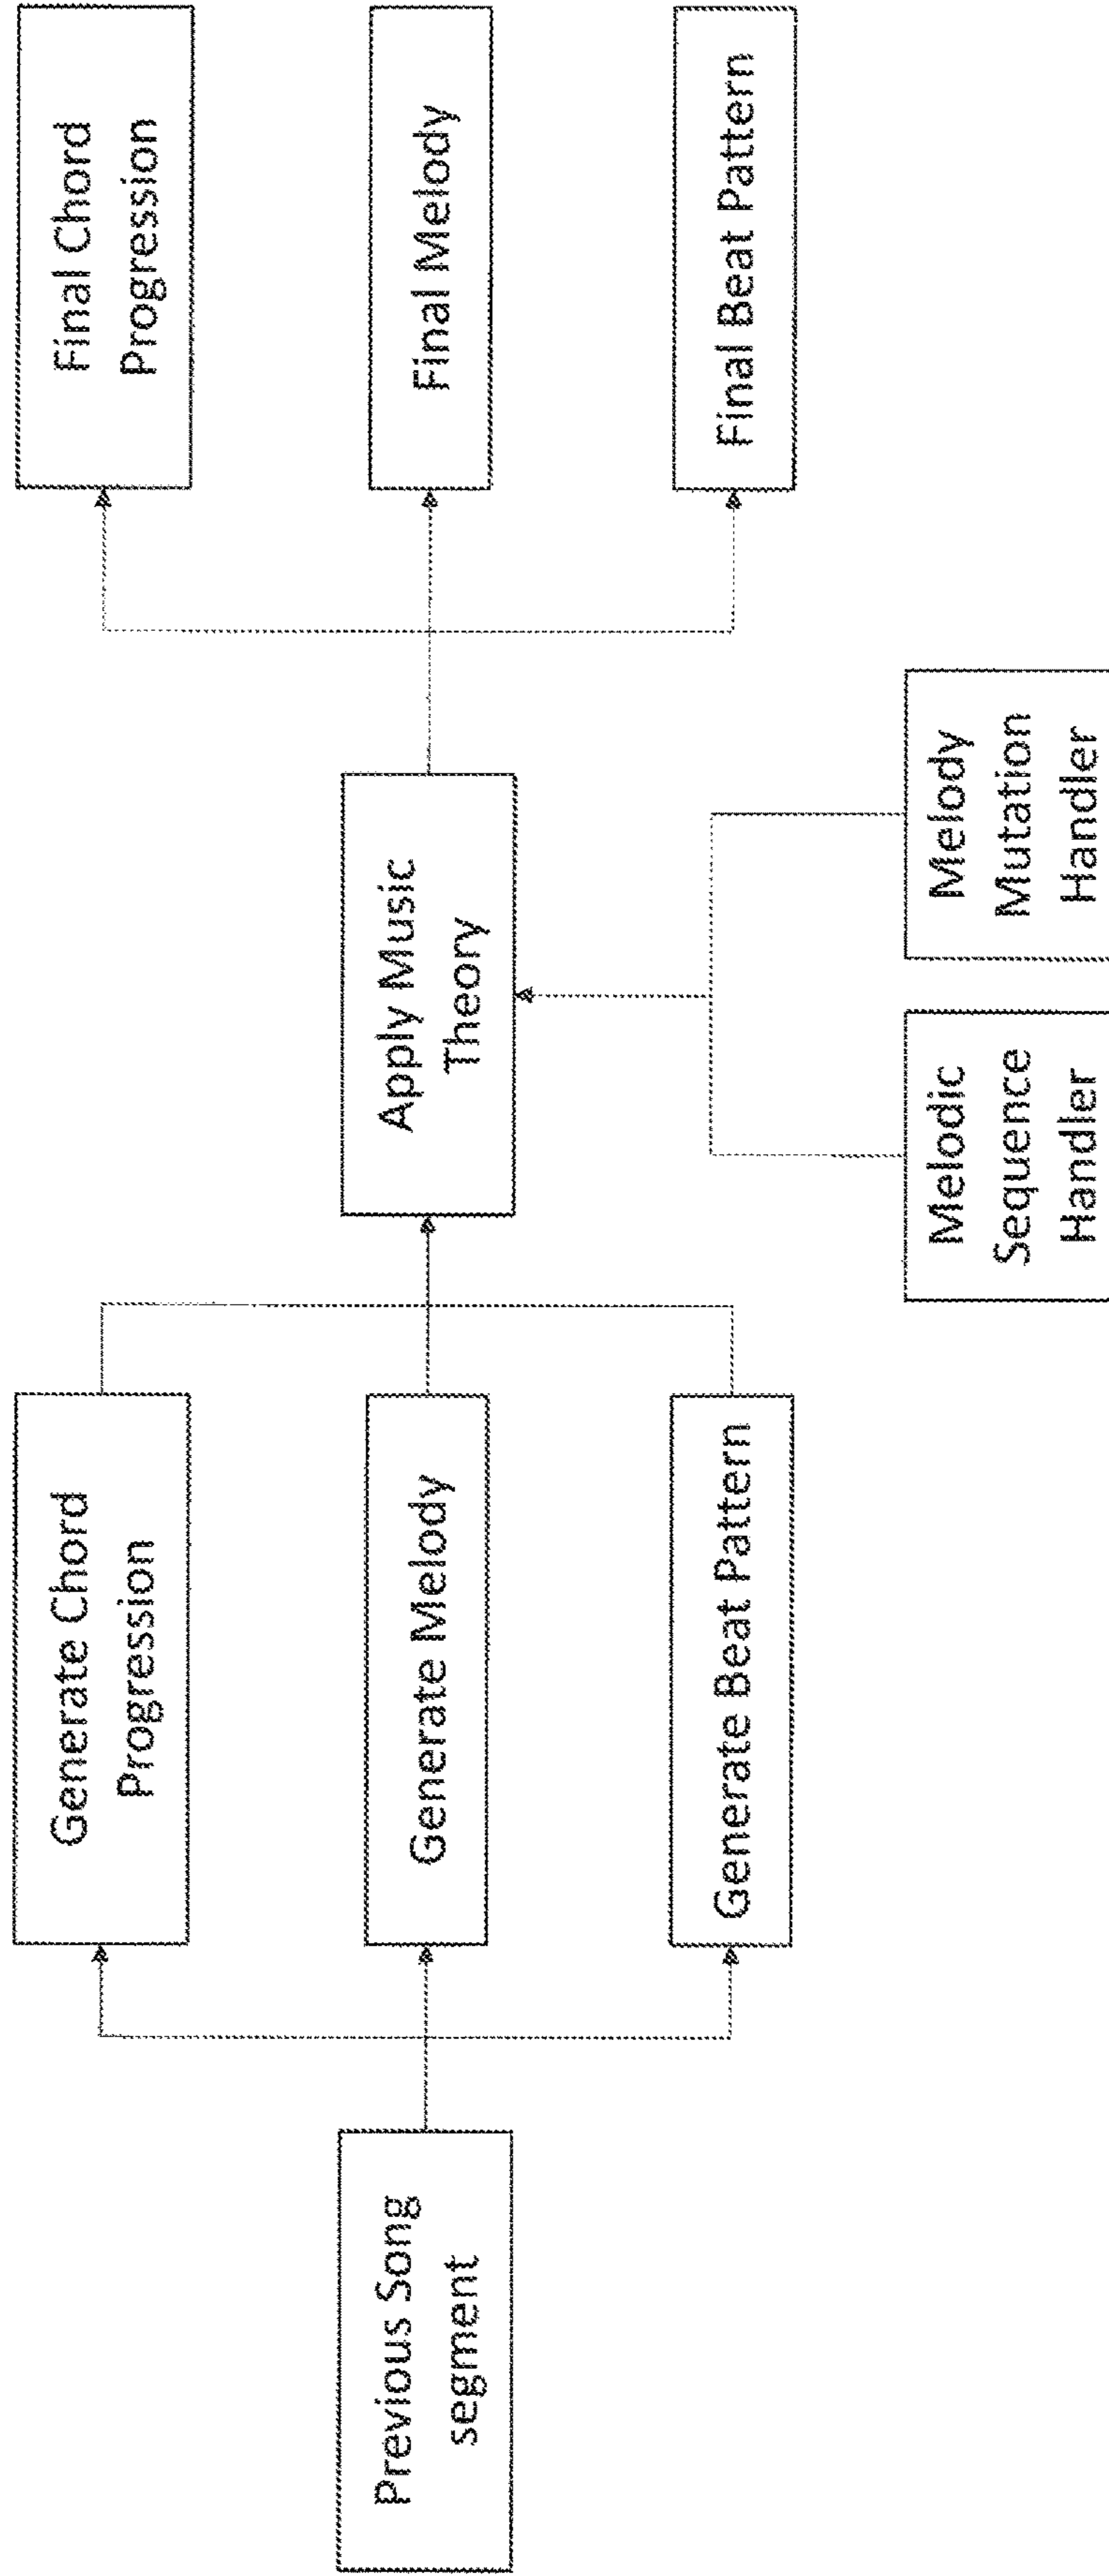 Previous Song
segment
Generate Chord
Progression
Generate Melody
Generate Beat Pattern
Apply Music
Theory
Melodic
Sequence
Handler
Melody
Mutation
Handler
Final Chord
Progression
Final Melody
Final Beat Pattern